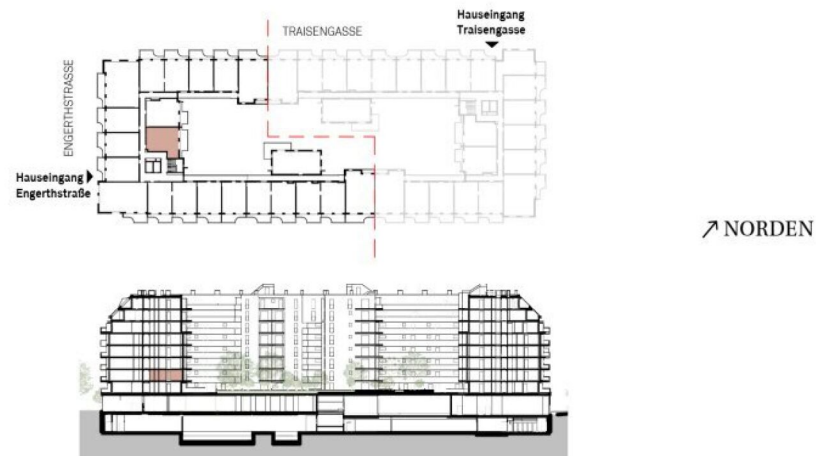 Hauseingang
Traisengasse
TRAISENGASSE
ENGERTHSTRASSE
Hauseingang
Engerthstraße
NORDEN